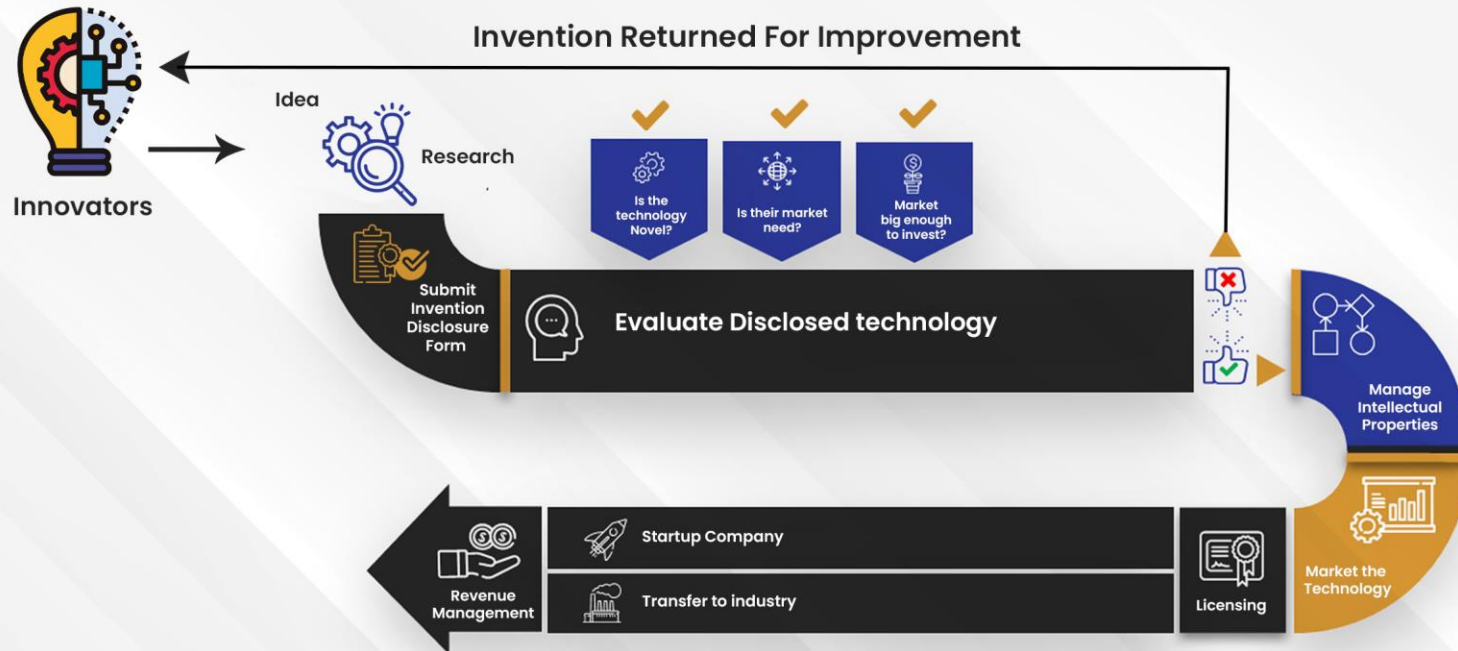 Invention Returned For Improvement
Innovators
Idea
Research
Is the
technology
Novel?
Is their market
need?
Market
big enough
to invest?
Submit
Invention
Disclosure
Form
Evaluate Disclosed technology
Manage
Intellectual
Properties
Market the
Technology
Licensing
Startup Company
Transfer to industry
Revenue
Management